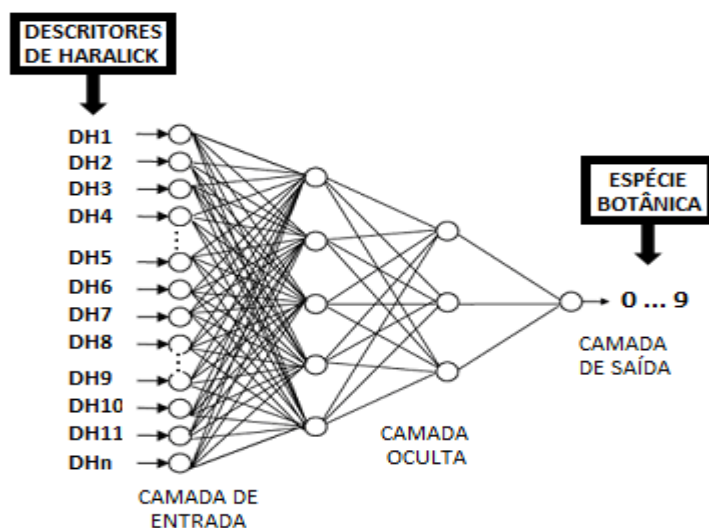 DESCRITORES
DE HARALICK
DH1
DH2
DH3
DH4
DH5
DH6
DH7
DH8
DH9
DH10
DH11
DHn
CAMADA DE
ENTRADA
CAMADA
OCULTA
ESPÉCIE
BOTÂNICA
0 ... 9
CAMADA
DE SAÍDA